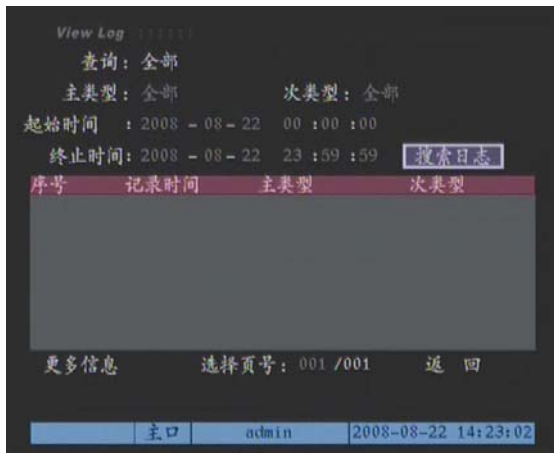 View Log
查询：全部
主类型：全部 次类型：全部
起始时间 ：2008 - 08 - 22 00 :00 :00
终止时间：2008 - 08 - 22 23 :59 :59 搜索日志
序号 记录时间 主类型 次类型
更多信息 选择页号：001 /001 返 回
主口 admin 2008-08-22 14:23:02